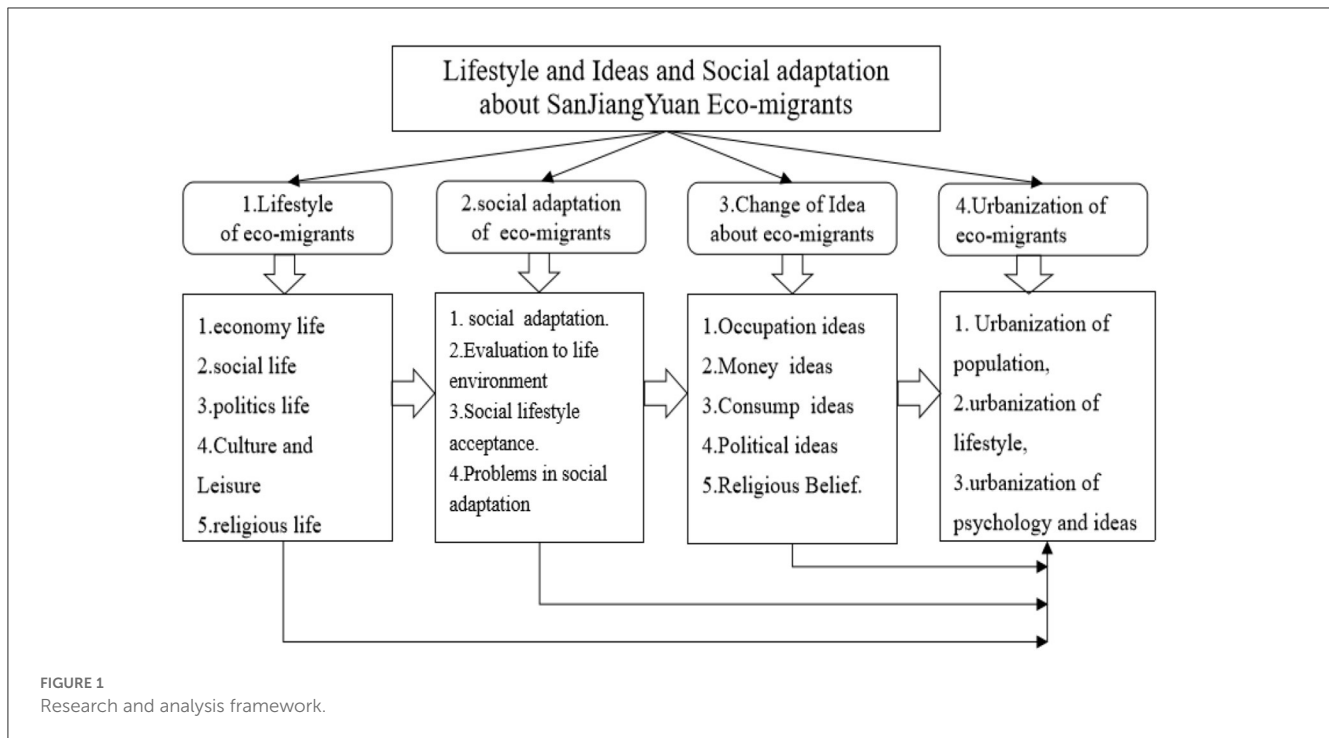 Lifestyle and Ideas and Social adaptation
about SanJiangYuan Eco-migrants
1.Lifestyle
of eco-migrants
2.social adaptation
of eco-migrants
3.Change of Idea
about eco-migrants
4.Urbanization of
eco-migrants
1.economy life
2.social life
3.politics life
4.Culture and
Leisure
5.religious life
1. social adaptation.
2.Evaluation to life
environment
3.Social lifestyle
acceptance.
4.Problems in social
adaptation
1.Occupation ideas
2.Money ideas
3.Consump ideas
4.Political ideas
5.Religious Belief.
1. Urbanization of
population,
2.urbanization of
lifestyle,
3.urbanization of
psychology and ideas
FIGURE 1
Research and analysis framework.